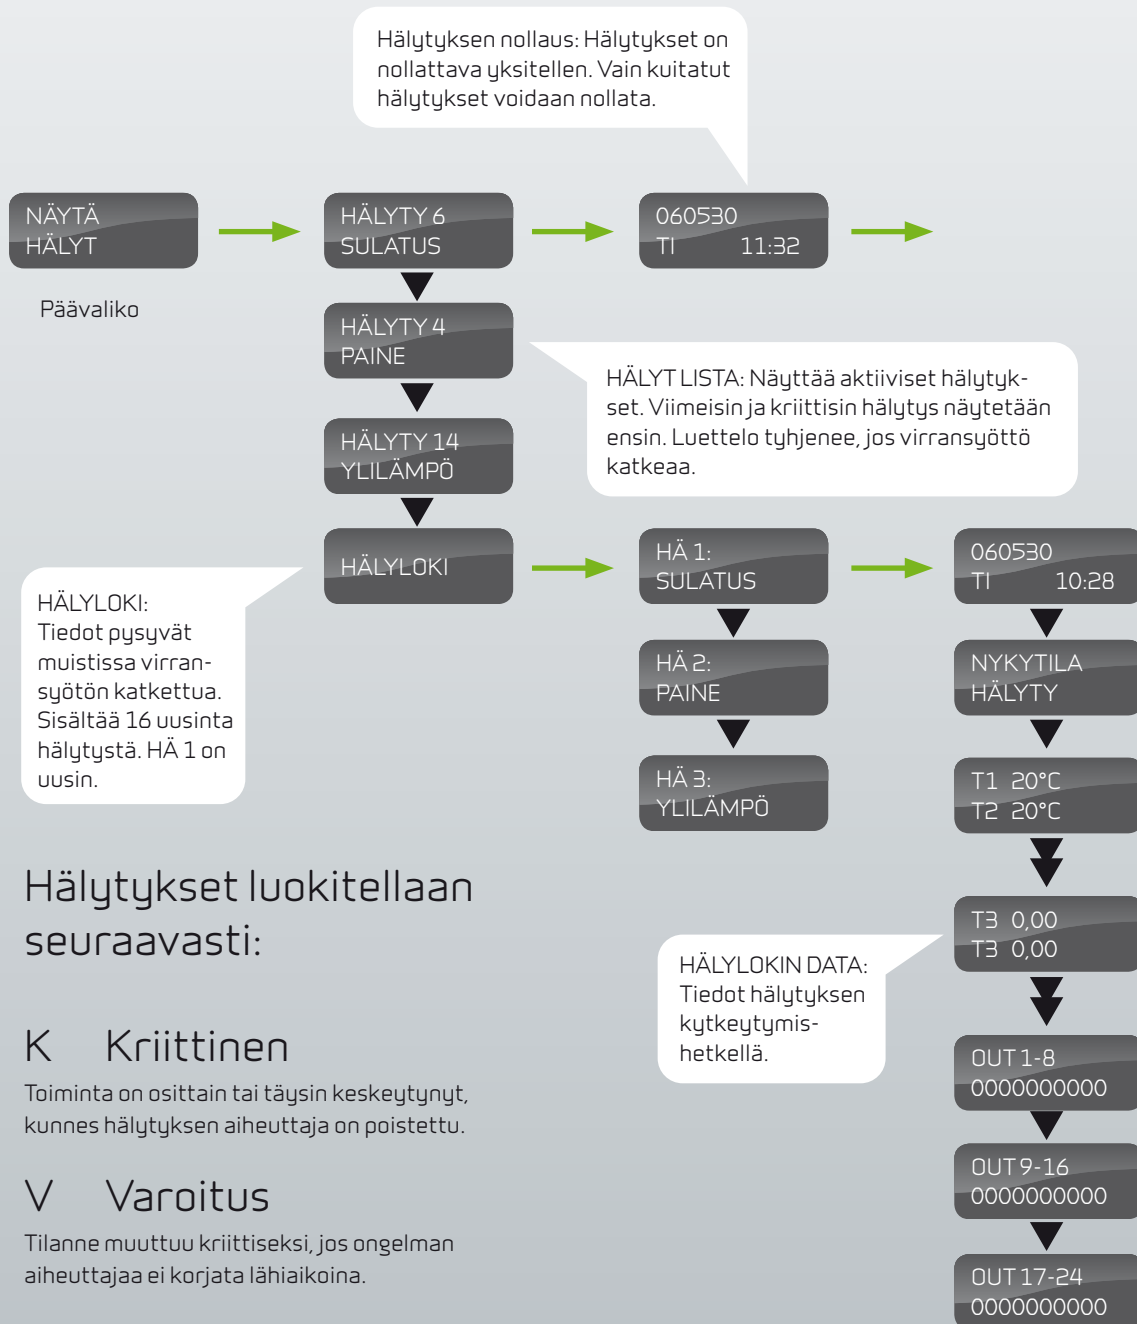 Hälytyksen nollaus: Hälytykset on
nollattava yksitellen. Vain kuitatut
hälytykset voidaan nollata.
NÄYTÄ
HÄLYT
HÄLYTY 6
SULATUS
060530
TI 11:32
Päävaliko
HÄLYTY 4
PAINE
HÄLYT LISTA: Näyttää aktiiviset hälytyk-
set. Viimeisin ja kriittisin hälytys näytetään
ensin. Luettelo tyhjenee, jos virransyöttö
katkeaa.
HÄLYTY 14
YLILÄMPÖ
HÄLYLOKI
HÄ 1:
SULATUS
060530
TI 10:28
HÄLYLOKI:
Tiedot pysyvät
muistissa virran-
syötön katkettua.
Sisältää 16 uusinta
hälytystä. HÄ 1 on
uusin.
HÄ 2:
PAINE
NYKYTILA
HÄLYTY
HÄ 3:
YLILÄMPÖ
T1 20°C
T2 20°C
T3 0,00
T3 0,00
HÄLYLOKIN DATA:
Tiedot hälytyksen
kytkeytymis-
hetkellä.
OUT 1-8
0000000000
OUT 9-16
0000000000
OUT 17-24
0000000000
Hälytykset luokitellaan
seuraavasti:
K Kriittinen
Toiminta on osittain tai täysin keskeytynyt,
kunnes hälytyksen aiheuttaja on poistettu.
V Varoitus
Tilanne muuttuu kriittiseksi, jos ongelman
aiheuttajaa ei korjata lähiaikoina.